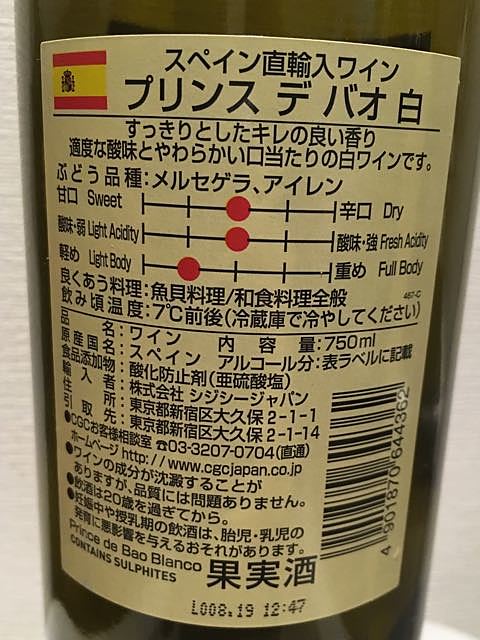 スペイン直輸入ワイン
プリンス デ バオ 白
すっきりとしたキレの良い香り
適度な酸味とやわらかい口当たりの白ワインです。
ぶどう品種:メルセゲラ、アイレン
甘口 Sweet 辛口 Dry
酸味・弱 Light Acidity 酸味・強 Fresh Acidity
軽め Light Body 重め Full Body
良くあう料理:魚貝料理/和食料理全般 467-G
飲み頃温度:7℃前後(冷蔵庫で冷やしてください)
品名:ワイン 内容量:750ml
原産国名:スペイン アルコール分:表ラベルに記載
食品添加物:酸化防止剤(亜硫酸塩)
輸入者:株式会社 シジシージャパン
住所:東京都新宿区大久保2-1-1
引取先:東京都新宿区大久保2-1-14
●CGCお客様相談室 ☎03-3207-0704(直通)
ホームページ http://www.cgcjapan.co.jp
●ワインの成分が沈澱することが
ありますが、品質には問題ありません。
●飲酒は20歳を過ぎてから。
●妊娠中や授乳期の飲酒は、胎児・乳児の
発育に悪影響を与えるおそれがあります。
Prince de Bao Blanco
CONTAINS SULPHITES
果実酒
4 901870 644362
L008.19 12:47